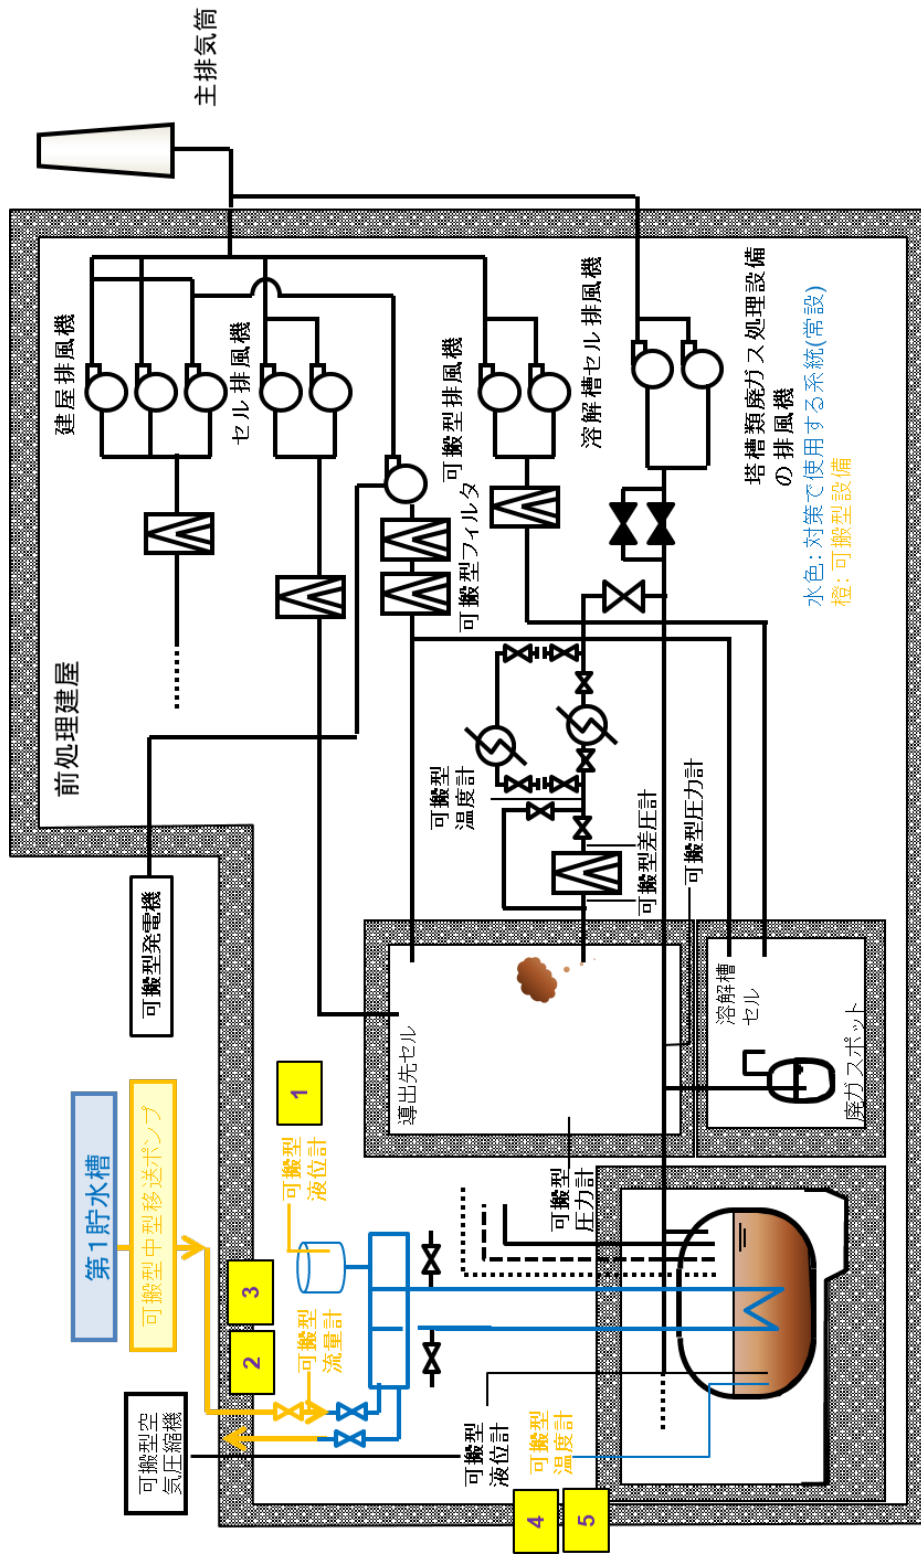 主排気筒
前処理建屋
建屋排風機
セル排風機
可搬型排風機
可搬型フィルタ
溶解槽セル排風機
塔槽類廃ガス処理設備
の排風機
水色：対策で使用する系統(常設)
橙：可搬型設備
可搬型発電機
第1貯水槽
可搬型中型移送ポンプ
可搬型空
気圧縮機
1
2
3
4
5
可搬型
液位計
可搬型
流量計
可搬型
液位計
可搬型
温度計
可搬型
圧力計
導出先セル
可搬型
温度計
可搬型差圧計
可搬型圧力計
溶解槽
セル
廃ガスポット